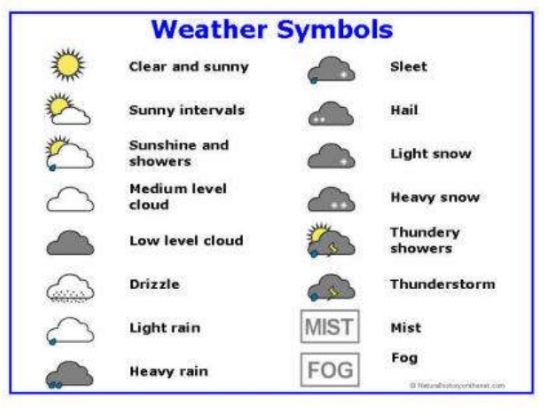 Weather Symbols
Clear and sunny
Sunny intervals
Sunshine and
showers
Medium level
cloud
Low level cloud
Drizzle
Light rain
Heavy rain
Sleet
Hail
Light snow
Heavy snow
Thundery
showers
Thunderstorm
MIST
Mist
FOG
Fog